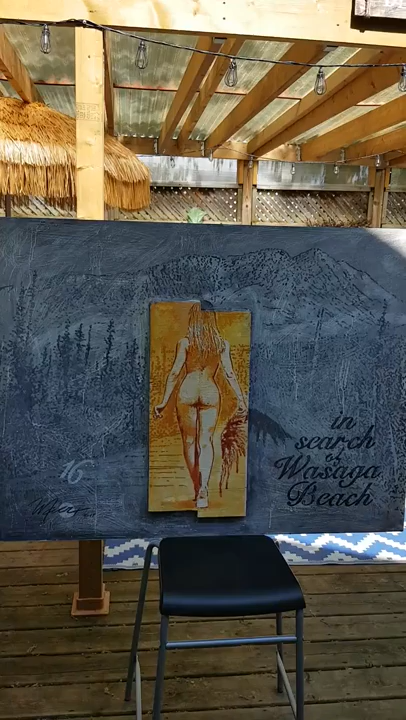 in
search
of
Wasaga
Beach
16